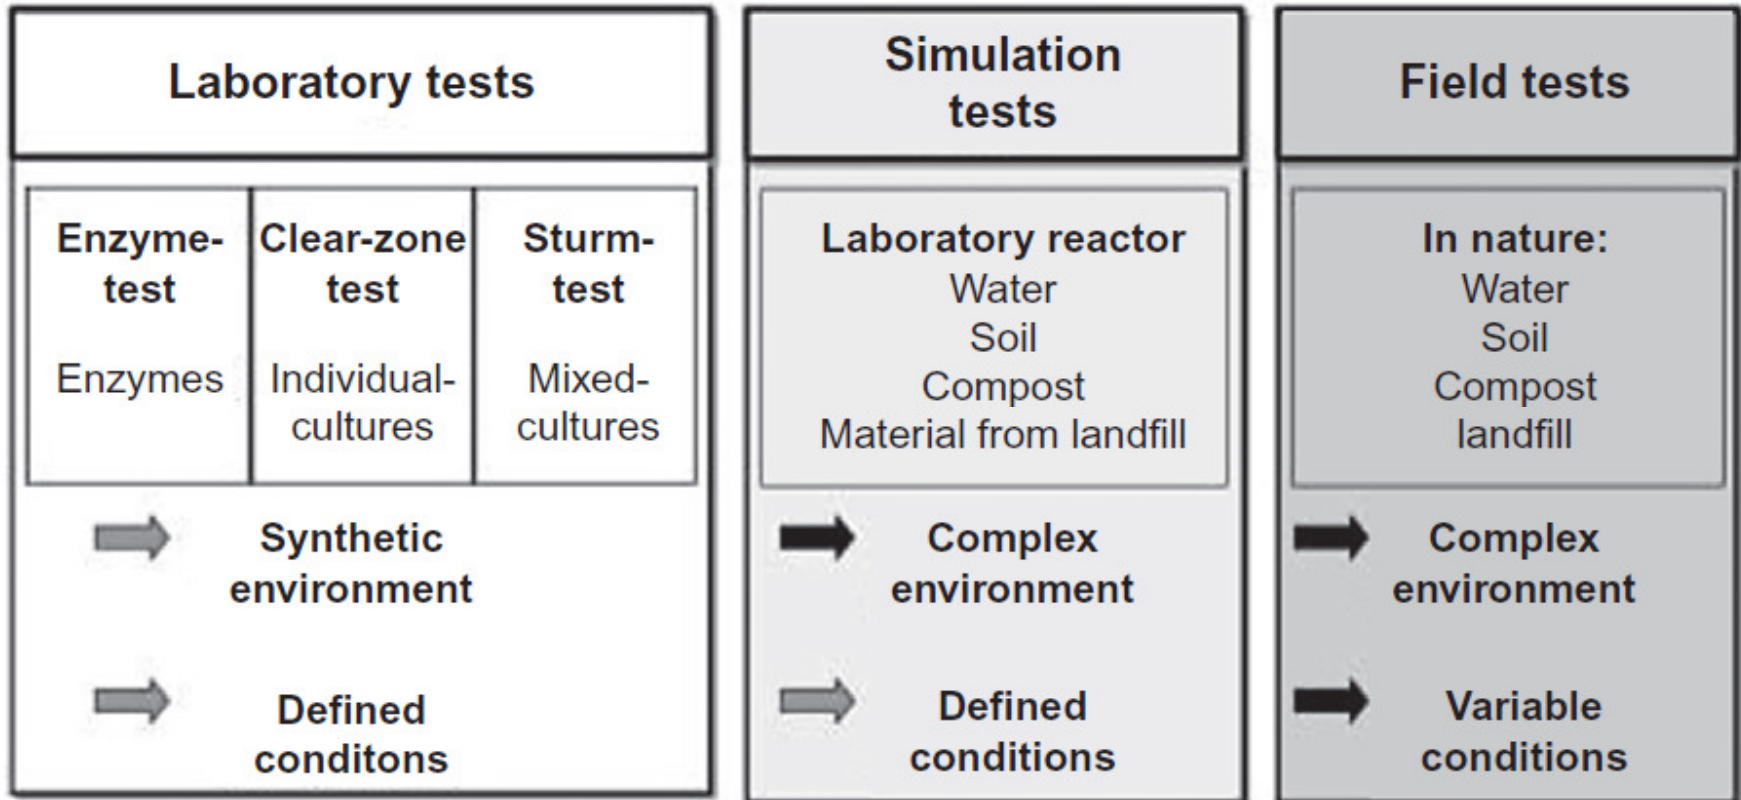 Laboratory tests
Enzyme-
test
Enzymes
Clear-zone
test
Individual-
cultures
Sturm-
test
Mixed-
cultures
Synthetic
environment
Defined
conditons
Simulation
tests
Laboratory reactor
Water
Soil
Compost
Material from landfill
Complex
environment
Defined
conditions
Field tests
In nature:
Water
Soil
Compost
landfill
Complex
environment
Variable
conditions